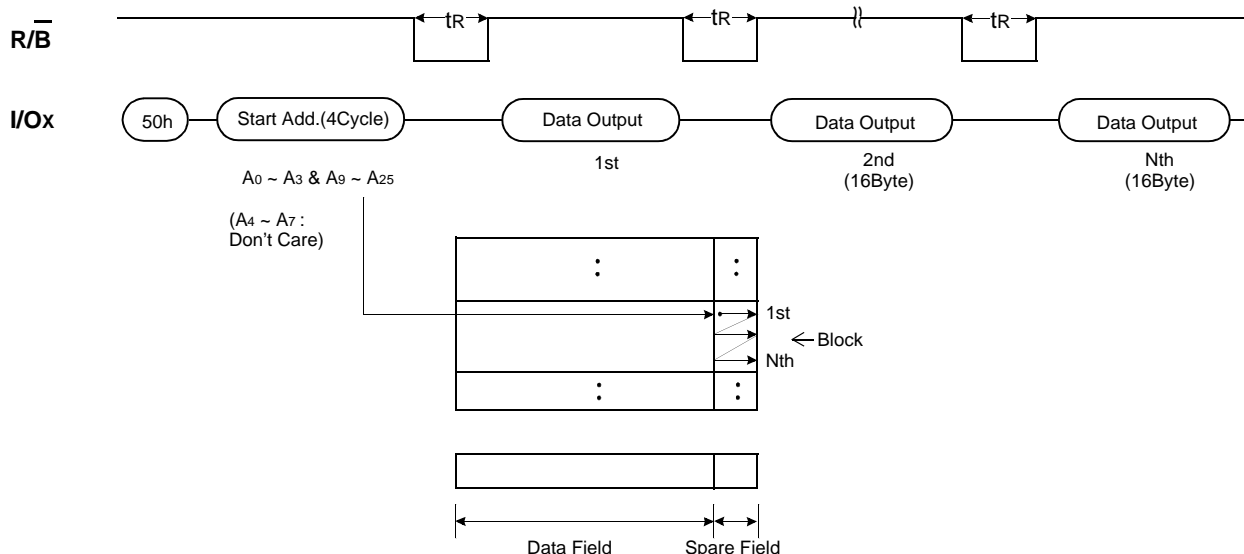 R/B
tR
tR
tR
I/Ox
50h
Start Add.(4Cycle)
Data Output
Data Output
Data Output
1st
2nd
(16Byte)
Nth
(16Byte)
A0 ~ A3 & A9 ~ A25
(A4 ~ A7 :
Don't Care)
1st
Block
Nth
Data Field
Spare Field